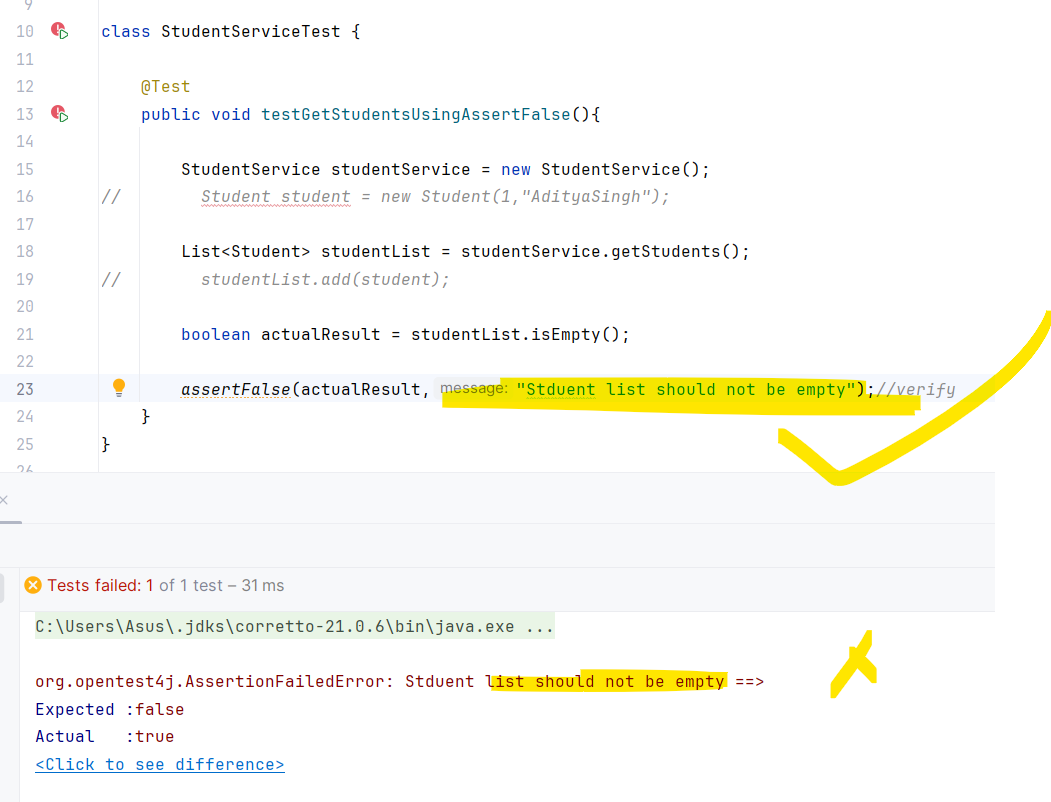 9
10 class StudentServiceTest {
11
12 @Test
13 public void testGetStudentsUsingAssertFalse(){
14
15 StudentService studentService = new StudentService();
16 // Student student = new Student(1,"AdityaSingh");
17
18 List<Student> studentList = studentService.getStudents();
19 // studentList.add(student);
20
21 boolean actualResult = studentList.isEmpty();
22
23 assertFalse(actualResult, message: "Stduent list should not be empty");//verify
24 }
25 }
26
Tests failed: 1 of 1 test – 31 ms
C:\Users\Asus\.jdks\corretto-21.0.6\bin\java.exe ...
org.opentest4j.AssertionFailedError: Stduent list should not be empty ==>
Expected :false
Actual   :true
<Click to see difference>